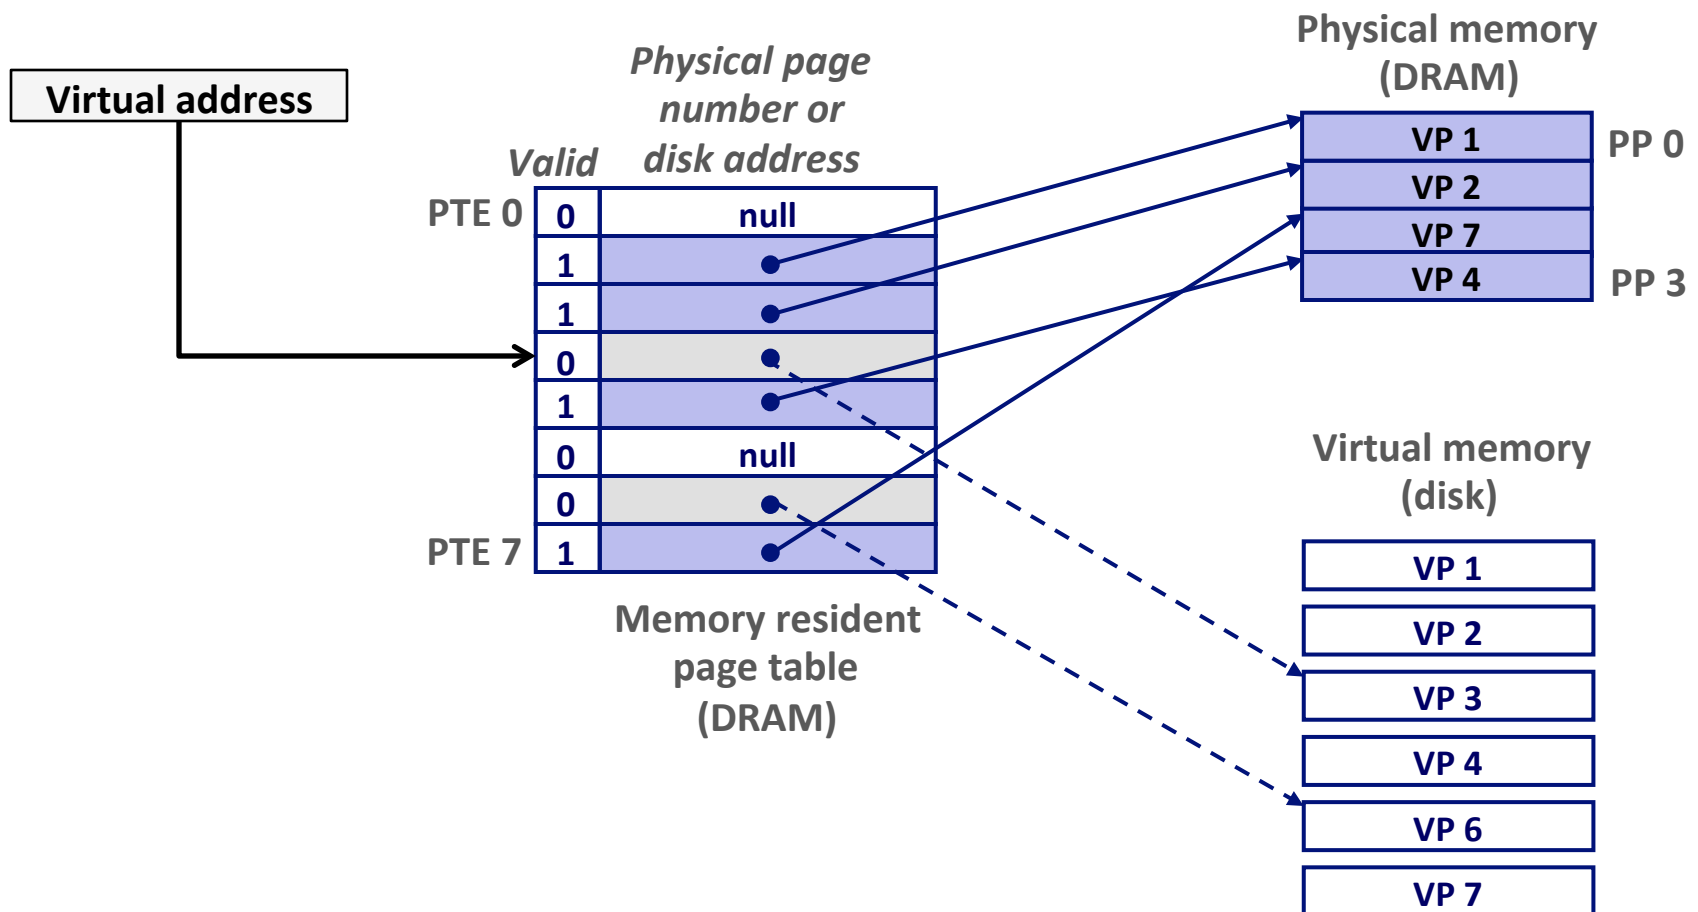 Virtual address
Physical page
number or
disk address
Valid
PTE 0
0
null
1
1
0
1
0
null
0
PTE 7
1
Memory resident
page table
(DRAM)
Physical memory
(DRAM)
VP 1
PP 0
VP 2
VP 7
VP 4
PP 3
Virtual memory
(disk)
VP 1
VP 2
VP 3
VP 4
VP 6
VP 7